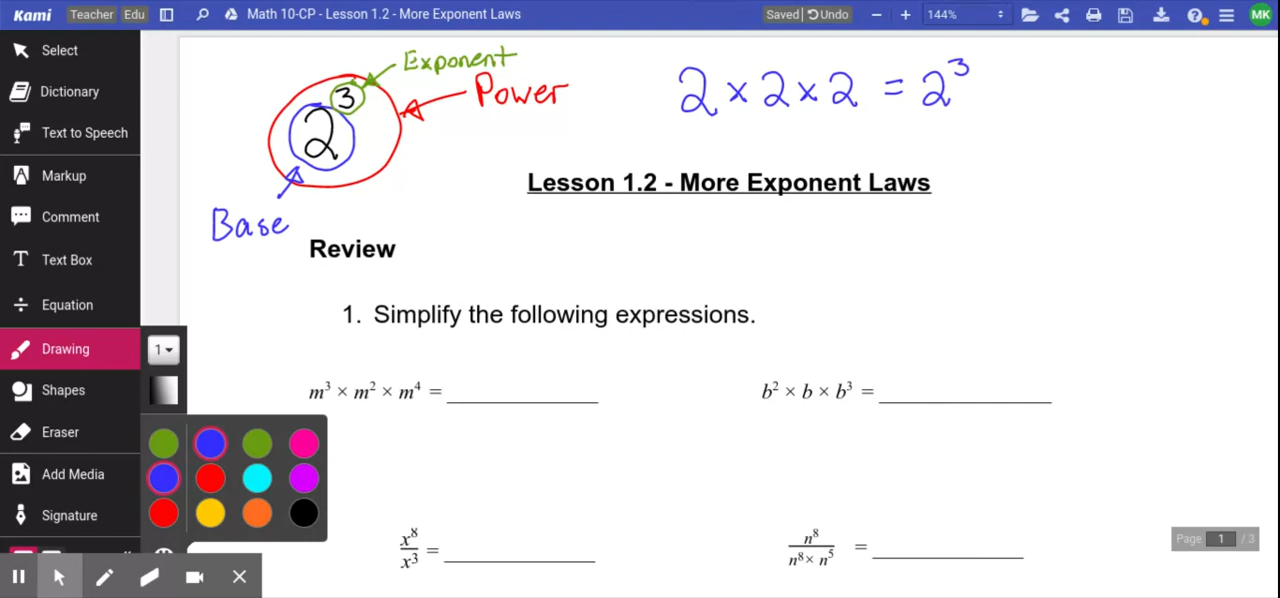 Kami Teacher Edu Math 10-CP - Lesson 1.2 - More Exponent Laws Saved Undo 144% MK
Select
Dictionary
Text to Speech
Markup
Comment
Text Box
Equation
Drawing
1
Shapes
Eraser
Add Media
Signature
Exponent
Power
2³
Base
2 × 2 × 2 = 2³
Lesson 1.2 - More Exponent Laws
Review
1. Simplify the following expressions.
m³ × m² × m⁴ = ____________
b² × b × b³ = ____________
x⁸/x³ = ____________
n⁸/(n⁸ × n⁵) = ____________
Page 1 / 3